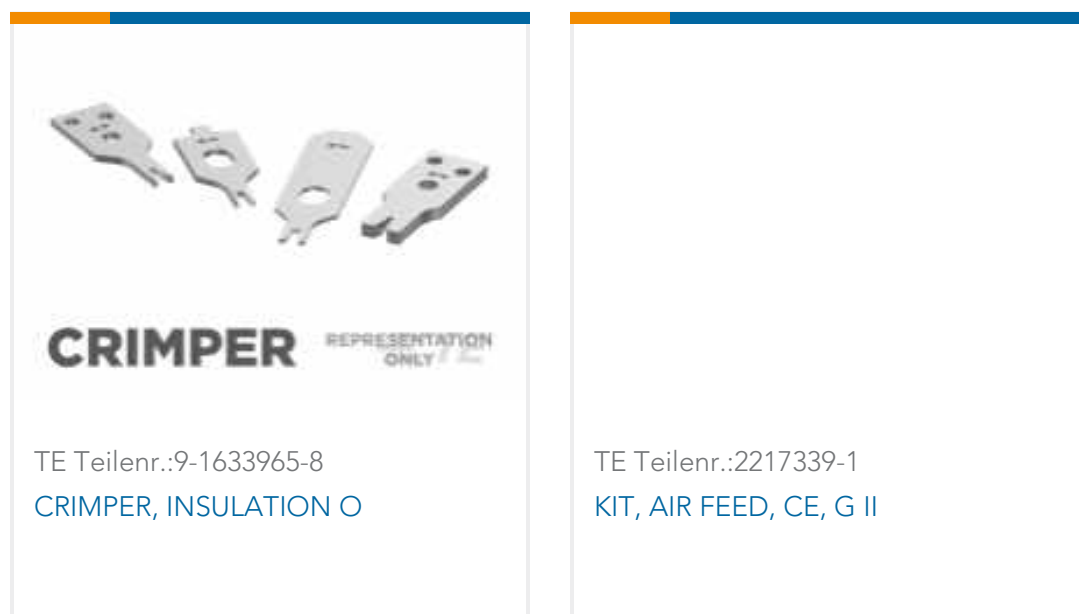 CRIMPER
REPRESENTATION
ONLY
TE Teilenr.:9-1633965-8
CRIMPER, INSULATION O
TE Teilenr.:2217339-1
KIT, AIR FEED, CE, G II